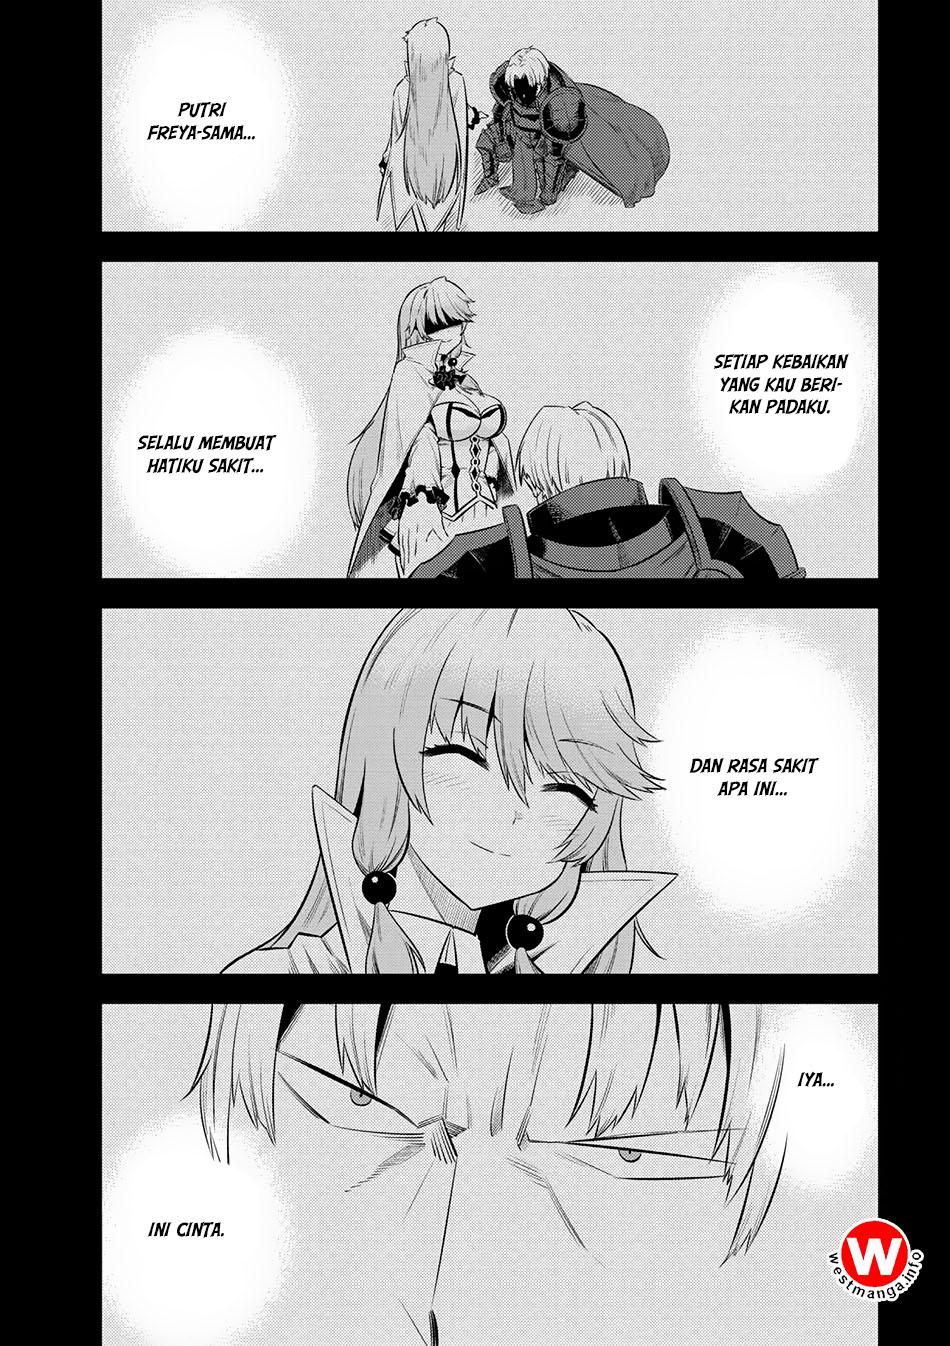 PUTRI
FREYA-SAMA...
SETIAP KEBAIKAN
YANG KAU BERI-
KAN PADAKU.
SELALU MEMBUAT
HATIKU SAKIT...
DAN RASA SAKIT
APA INI...
IYA...
INI CINTA.
W
westmanga.info